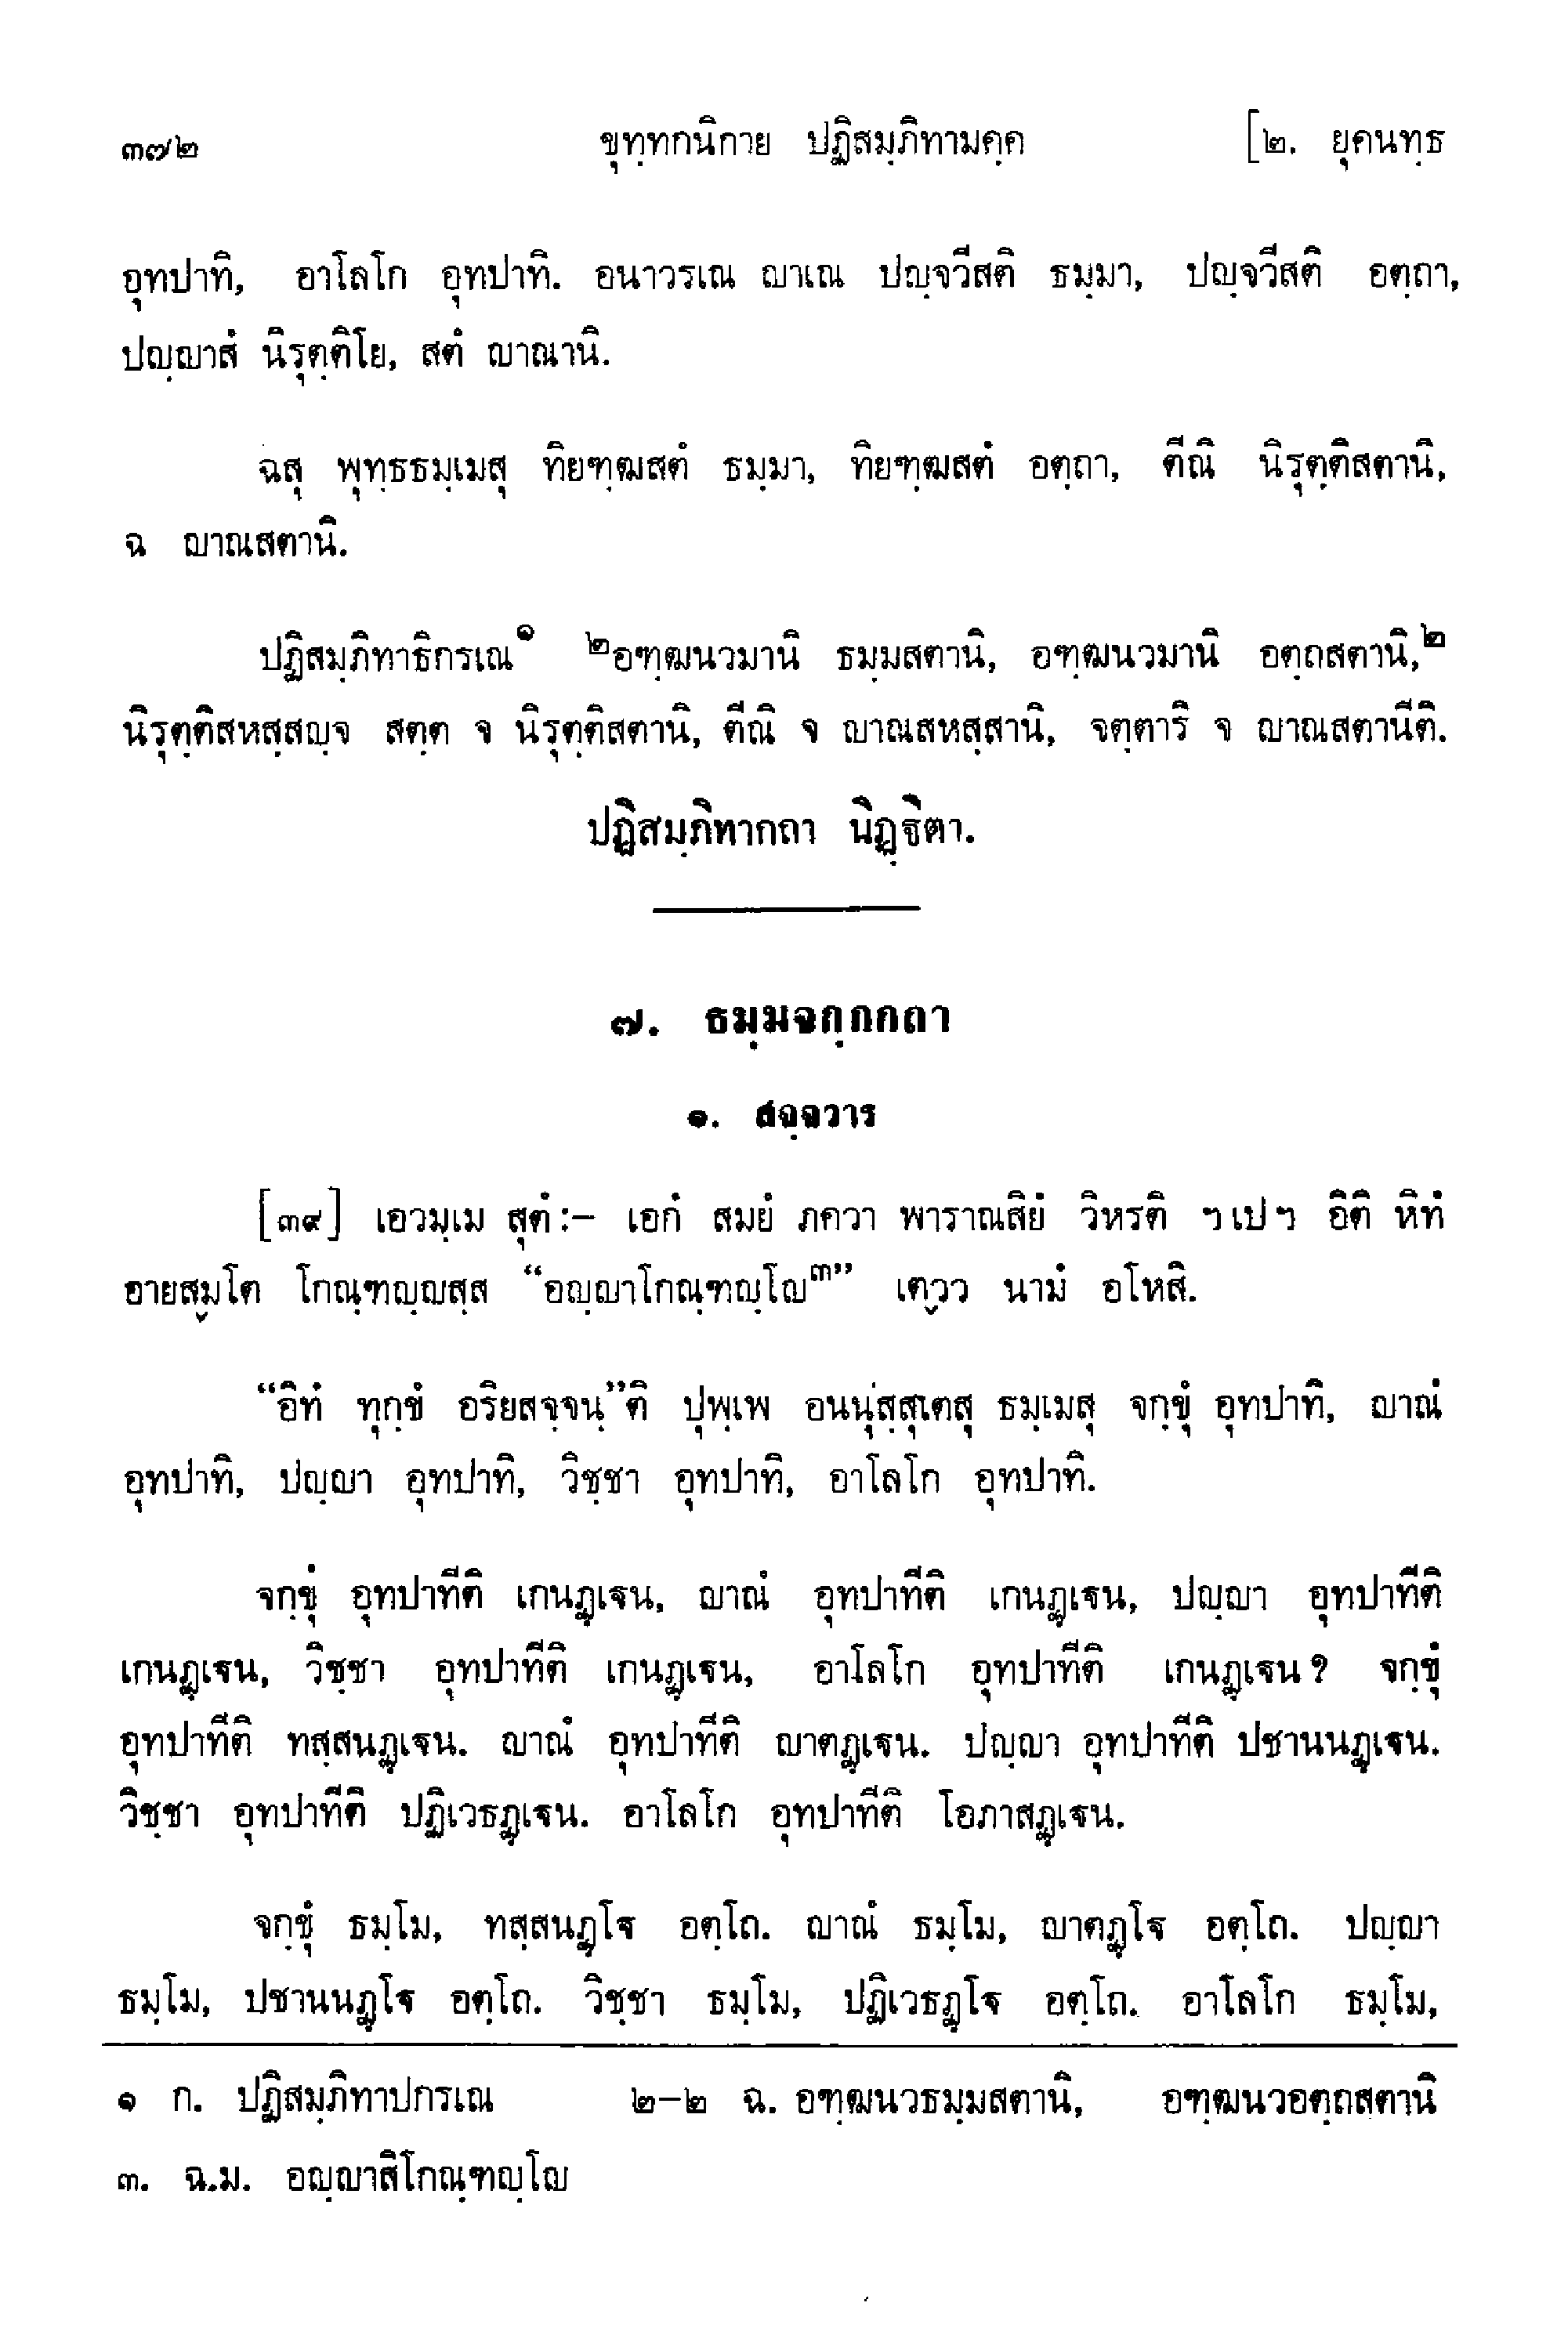 ๓๗๒ ขุทฺทกนิกาย ปฏิสมฺภิทามคฺค [๒. ยุคนทฺธ
อุทปาทิ, อาโลโก อุทปาทิ. อนาวรเณ ญาเณ ปญฺจวีสติ ธมฺมา, ปญฺจวีสติ อตฺถา,
ปญฺญาสํ นิรุตฺติโย, สตํ ญาณานิ.
ฉสุ พุทฺธธมฺเมสุ ทิยฑฺฒสตํ ธมฺมา, ทิยฑฺฒสตํ อตฺถา, ตีณิ นิรุตฺติสตานิ,
ฉ ญาณสตานิ.
ปฏิสมฺภิทาธิกรเณ๑ ๒อฑฺฒนวมานิ ธมฺมสตานิ, อฑฺฒนวมานิ อตฺถสตานิ,๒
นิรุตฺติสหสฺสญฺจ สตฺต จ นิรุตฺติสตานิ, ตีณิ จ ญาณสหสฺสานิ, จตฺตาริ จ ญาณสตานีติ.
ปฏิสมฺภิทากถา นิฏฺฐิตา.
๗. ธมฺมจกฺกกถา
๑. สจฺจวาร
[๓๙] เอวมฺเม สุตํ :– เอกํ สมยํ ภควา พาราณสิยํ วิหรติ ฯ เป ฯ อิติ หิทํ
อายสฺมโต โกณฺฑญฺญสฺส “อญฺญาโกณฺฑญฺโญ๓” เตฺวว นามํ อโหสิ.
“อิทํ ทุกฺขํ อริยสจฺจนฺ”ติ ปุพฺเพ อนนุสฺสุเตสุ ธมฺเมสุ จกฺขุํ อุทปาทิ, ญาณํ
อุทปาทิ, ปญฺญา อุทปาทิ, วิชฺชา อุทปาทิ, อาโลโก อุทปาทิ.
จกฺขุํ อุทปาทีติ เกนฏฺเฐน, ญาณํ อุทปาทีติ เกนฏฺเฐน, ปญฺญา อุทปาทีติ
เกนฏฺเฐน, วิชฺชา อุทปาทีติ เกนฏฺเฐน, อาโลโก อุทปาทีติ เกนฏฺเฐน ? จกฺขุํ
อุทปาทีติ ทสฺสนฏฺเฐน. ญาณํ อุทปาทีติ ญาตฏฺเฐน. ปญฺญา อุทปาทีติ ปชานนฏฺเฐน.
วิชฺชา อุทปาทีติ ปฏิเวธฏฺเฐน. อาโลโก อุทปาทีติ โอภาสฏฺเฐน.
จกฺขุํ ธมฺโม, ทสฺสนฏฺโฐ อตฺโถ. ญาณํ ธมฺโม, ญาตฏฺโฐ อตฺโถ. ปญฺญา
ธมฺโม, ปชานนฏฺโฐ อตฺโถ. วิชฺชา ธมฺโม, ปฏิเวธฏฺโฐ อตฺโถ. อาโลโก ธมฺโม,
๑ ก. ปฏิสมฺภิทาปกรเณ ๒–๒ ฉ. อฑฺฒนวธมฺมสตานิ, อฑฺฒนวอตฺถสตานิ
๓. ฉ.ม. อญฺญาสิโกณฺฑญฺโญ